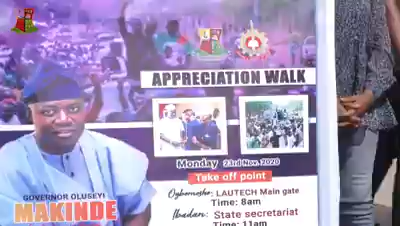 APPRECIATION WALK
Monday 23rd Nov. 2020
Take off point
Ogbomosho: LAUTECH Main gate
Time: 8am
Ibadan: State secretariat
Time: 11am
GOVERNOR OLUSEYI
MAKINDE